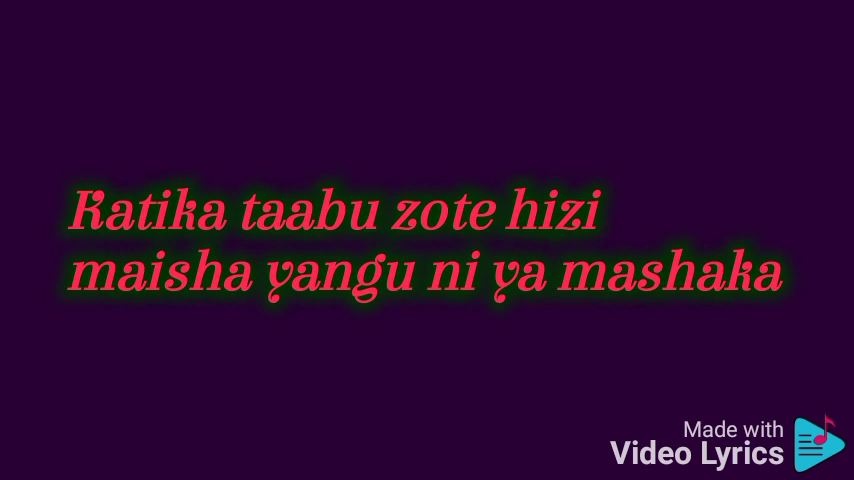 Katika taabu zote hizi
maisha yangu ni ya mashaka
Made with
Video Lyrics